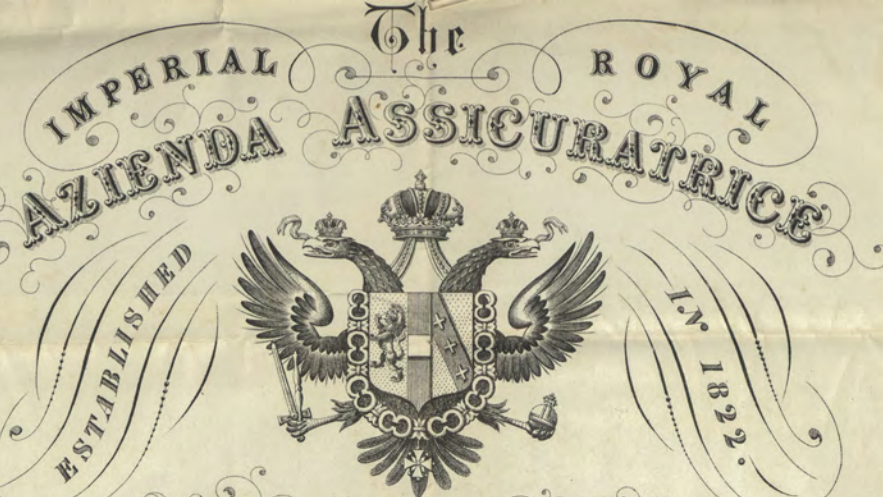 The
IMPERIAL ROYAL
AZIENDA ASSICURATRICE
ESTABLISHED IN 1822.